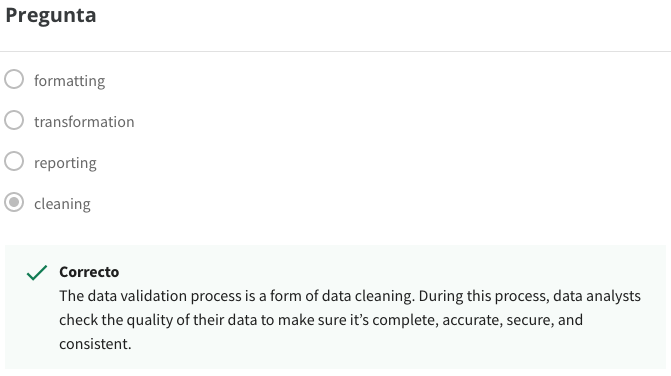 Pregunta
formatting
transformation
reporting
cleaning
Correcto
The data validation process is a form of data cleaning. During this process, data analysts
check the quality of their data to make sure it’s complete, accurate, secure, and
consistent.